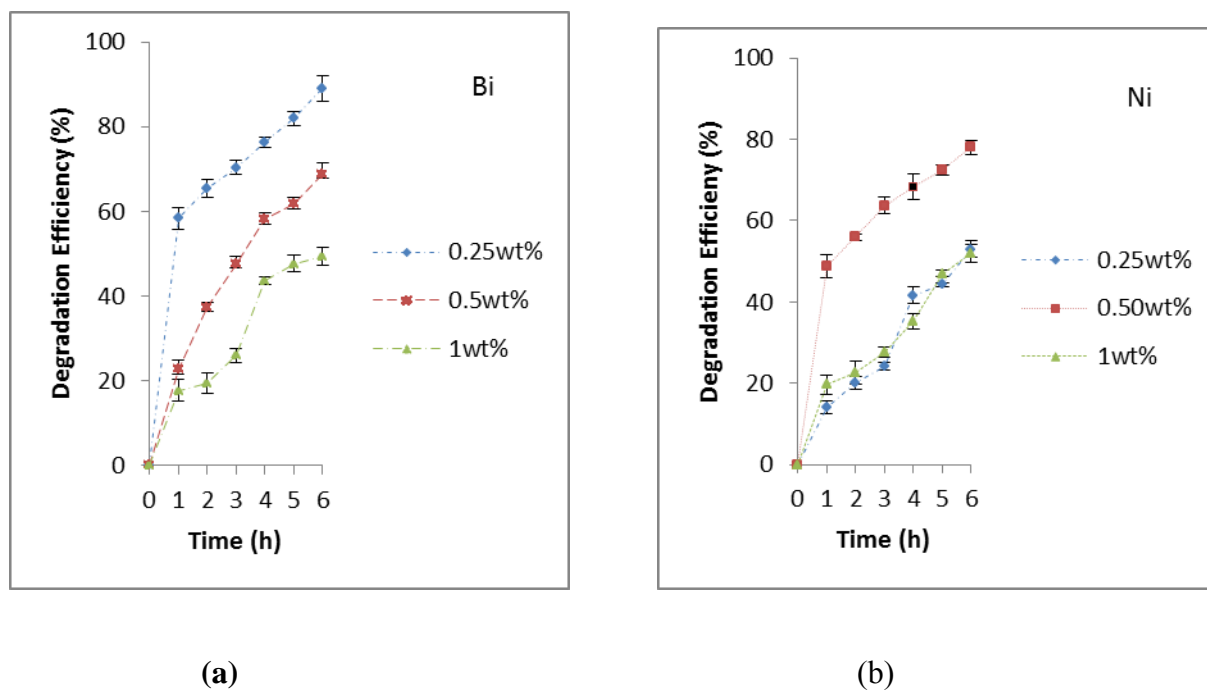 100
80
60
40
20
0
Degradation Efficiency (%)
0 1 2 3 4 5 6
Time (h)
Bi
0.25wt%
0.5wt%
1wt%
(a)
100
80
60
40
20
0
Degradation Efficieny (%)
0 1 2 3 4 5 6
Time (h)
Ni
0.25wt%
0.50wt%
1wt%
(b)